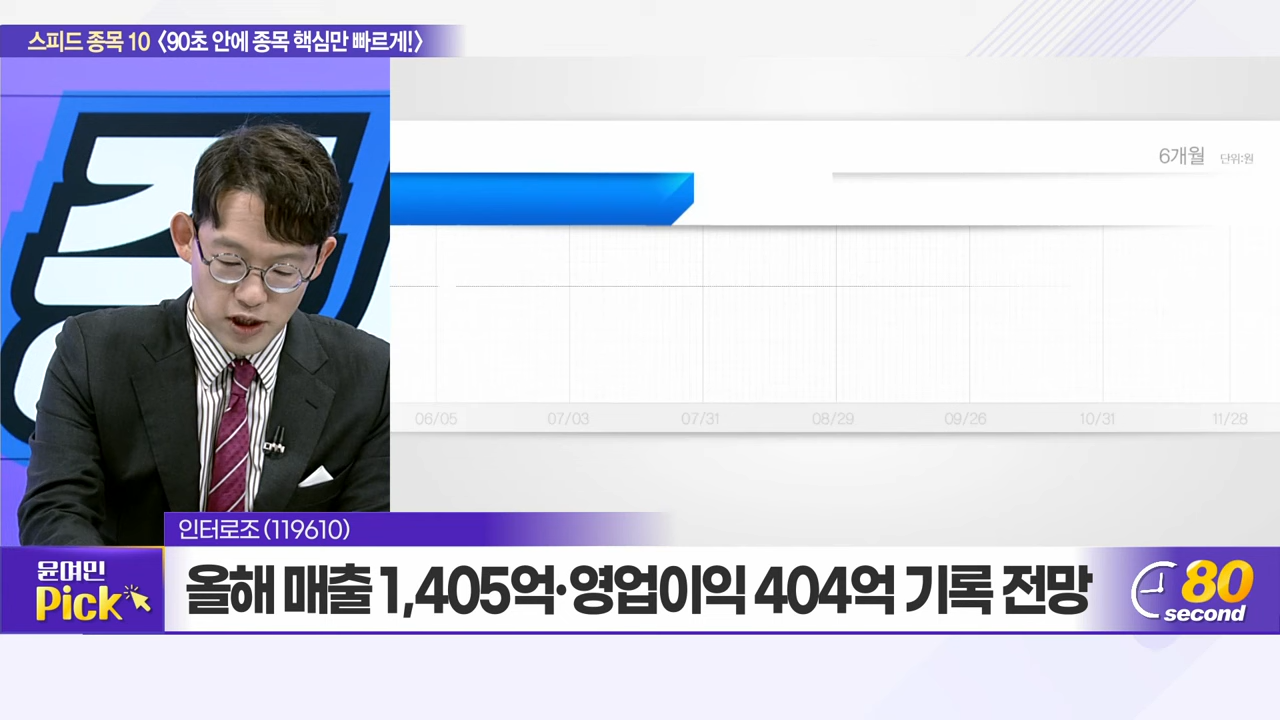 스피드 종목 10 〈90초 안에 종목 핵심만 빠르게!〉
6개월 단위:원
06/05 07/03 07/31 08/29 09/26 10/31 11/28
인터로조 (119610)
윤여민
Pick
올해 매출 1,405억·영업이익 404억 기록 전망
80
second